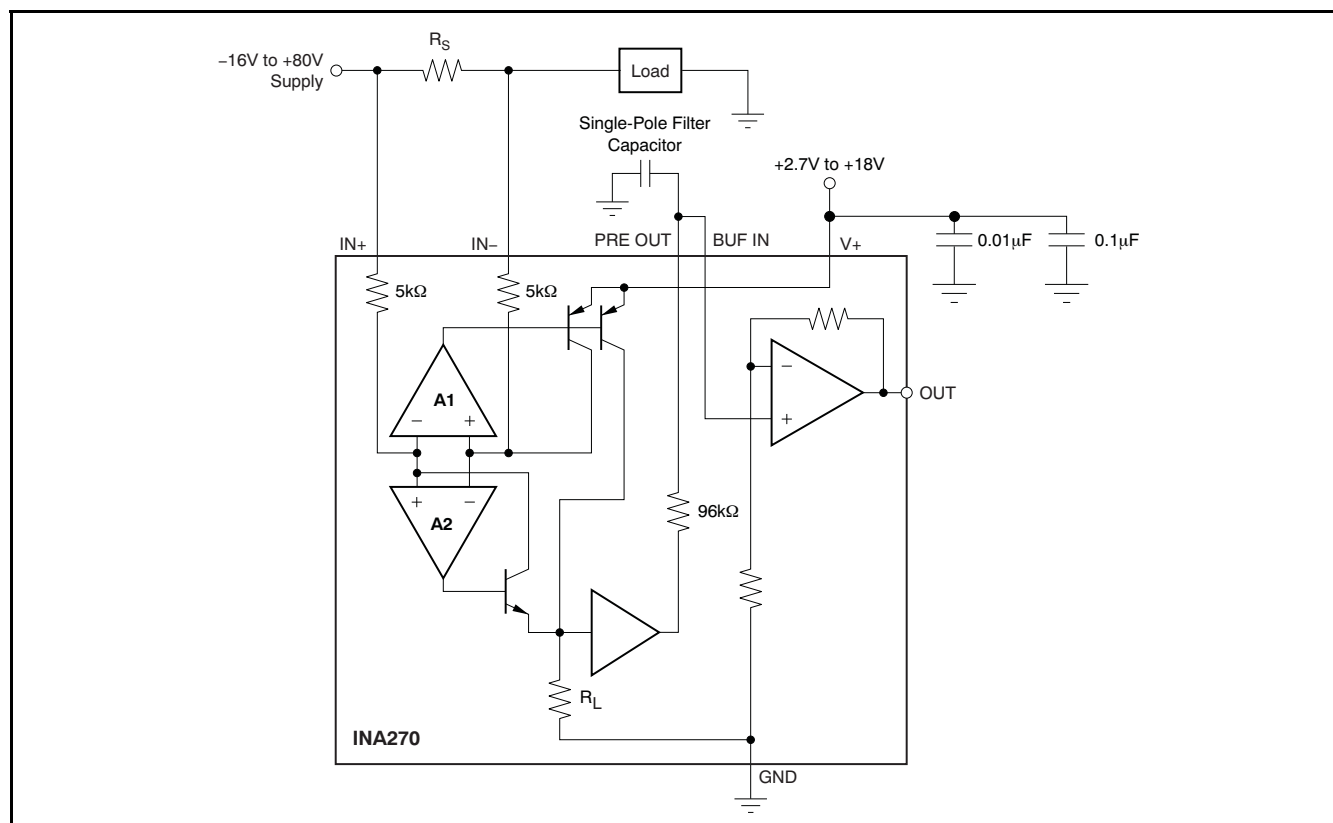 R_S
−16V to +80V
Supply
Load
Single-Pole Filter
Capacitor
+2.7V to +18V
0.01µF
0.1µF
IN+
IN−
PRE OUT
BUF IN
V+
5kΩ
5kΩ
−
OUT
A1
− +
+
+ −
A2
96kΩ
R_L
INA270
GND